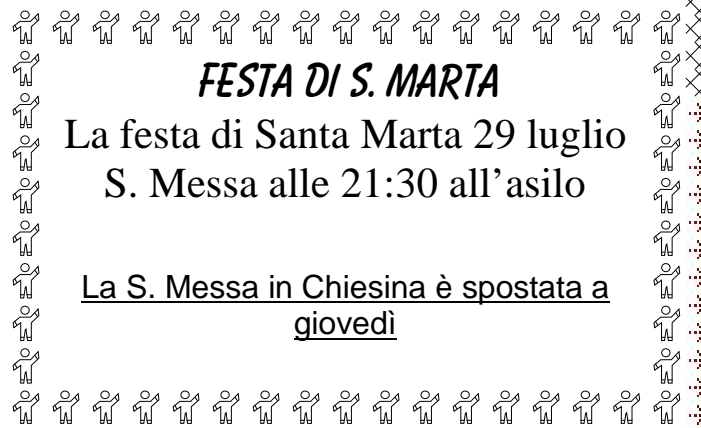 FESTA DI S. MARTA
La festa di Santa Marta 29 luglio
S. Messa alle 21:30 all’asilo
La S. Messa in Chiesina è spostata a
giovedì